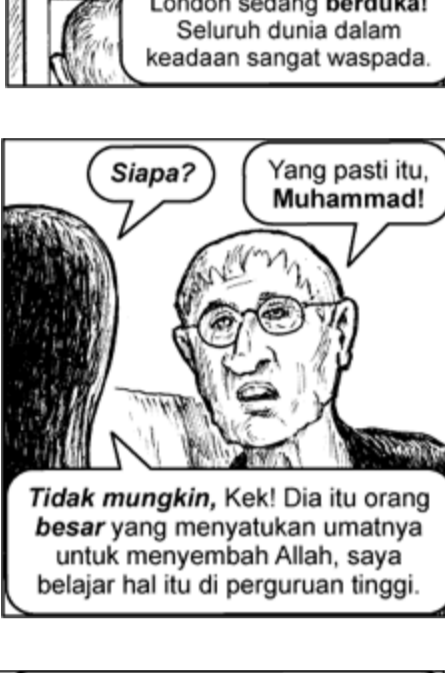 London sedang berduka!
Seluruh dunia dalam
keadaan sangat waspada.
Siapa?
Yang pasti itu,
Muhammad!
Tidak mungkin, Kek! Dia itu orang
besar yang menyatukan umatnya
untuk menyembah Allah, saya
belajar hal itu di perguruan tinggi.